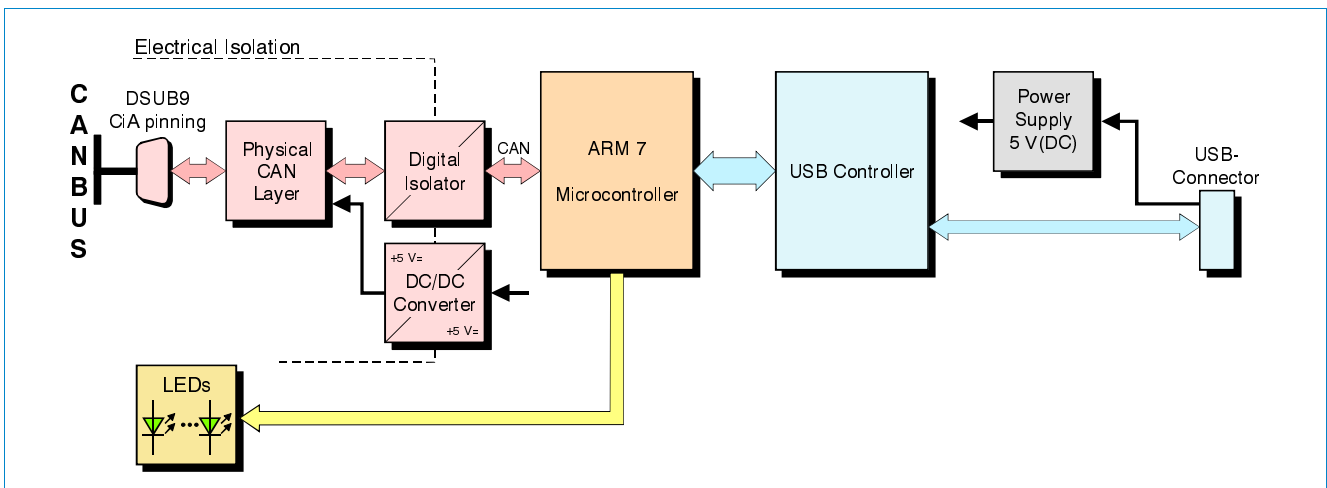 Electrical Isolation
C
A
N
B
U
S
DSUB9
CiA pinning
Physical
CAN
Layer
Digital
Isolator
CAN
+5 V=
DC/DC
Converter
+5 V=
ARM 7
Microcontroller
USB Controller
Power
Supply
5 V(DC)
USB-
Connector
LEDs